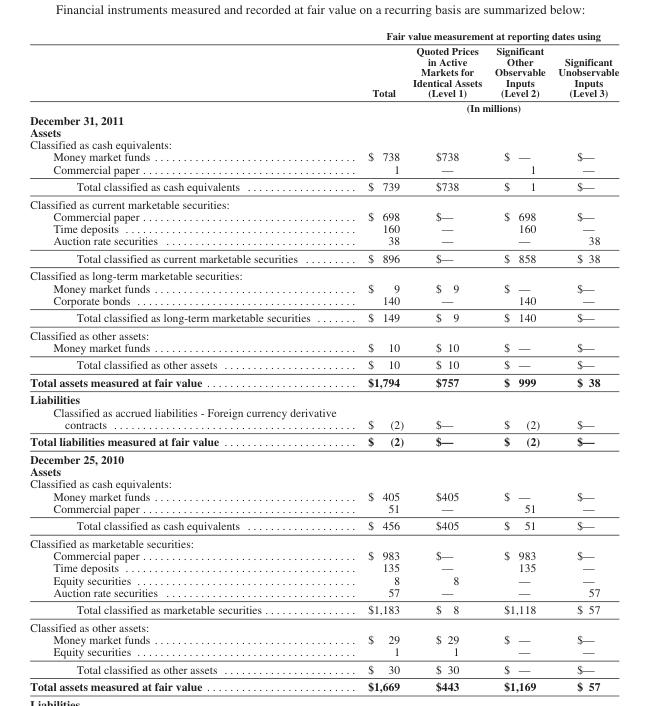 Financial instruments measured and recorded at fair value on a recurring basis are summarized below:
Fair value measurement at reporting dates using
Total
Quoted Prices
in Active
Markets for
Identical Assets
(Level 1)
Significant
Other
Observable
Inputs
(Level 2)
Significant
Unobservable
Inputs
(Level 3)
(In millions)
December 31, 2011
Assets
Classified as cash equivalents:
Money market funds $ 738 $738 $ — $—
Commercial paper 1 — 1 —
Total classified as cash equivalents $ 739 $738 $ 1 $—
Classified as current marketable securities:
Commercial paper $ 698 $— $ 698 $—
Time deposits 160 — 160 —
Auction rate securities 38 — — 38
Total classified as current marketable securities $ 896 $— $ 858 $ 38
Classified as long-term marketable securities:
Money market funds $ 9 $ 9 $ — $—
Corporate bonds 140 — 140 —
Total classified as long-term marketable securities $ 149 $ 9 $ 140 $—
Classified as other assets:
Money market funds $ 10 $ 10 $ — $—
Total classified as other assets $ 10 $ 10 $ — $—
Total assets measured at fair value $1,794 $757 $ 999 $ 38
Liabilities
Classified as accrued liabilities - Foreign currency derivative
contracts $ (2) $— $ (2) $—
Total liabilities measured at fair value $ (2) $— $ (2) $—
December 25, 2010
Assets
Classified as cash equivalents:
Money market funds $ 405 $405 $ — $—
Commercial paper 51 — 51 —
Total classified as cash equivalents $ 456 $405 $ 51 $—
Classified as marketable securities:
Commercial paper $ 983 $— $ 983 $—
Time deposits 135 — 135 —
Equity securities 8 8 — —
Auction rate securities 57 — — 57
Total classified as marketable securities $1,183 $ 8 $1,118 $ 57
Classified as other assets:
Money market funds $ 29 $ 29 $ — $—
Equity securities 1 1 — —
Total classified as other assets $ 30 $ 30 $ — $—
Total assets measured at fair value $1,669 $443 $1,169 $ 57
Liabilities